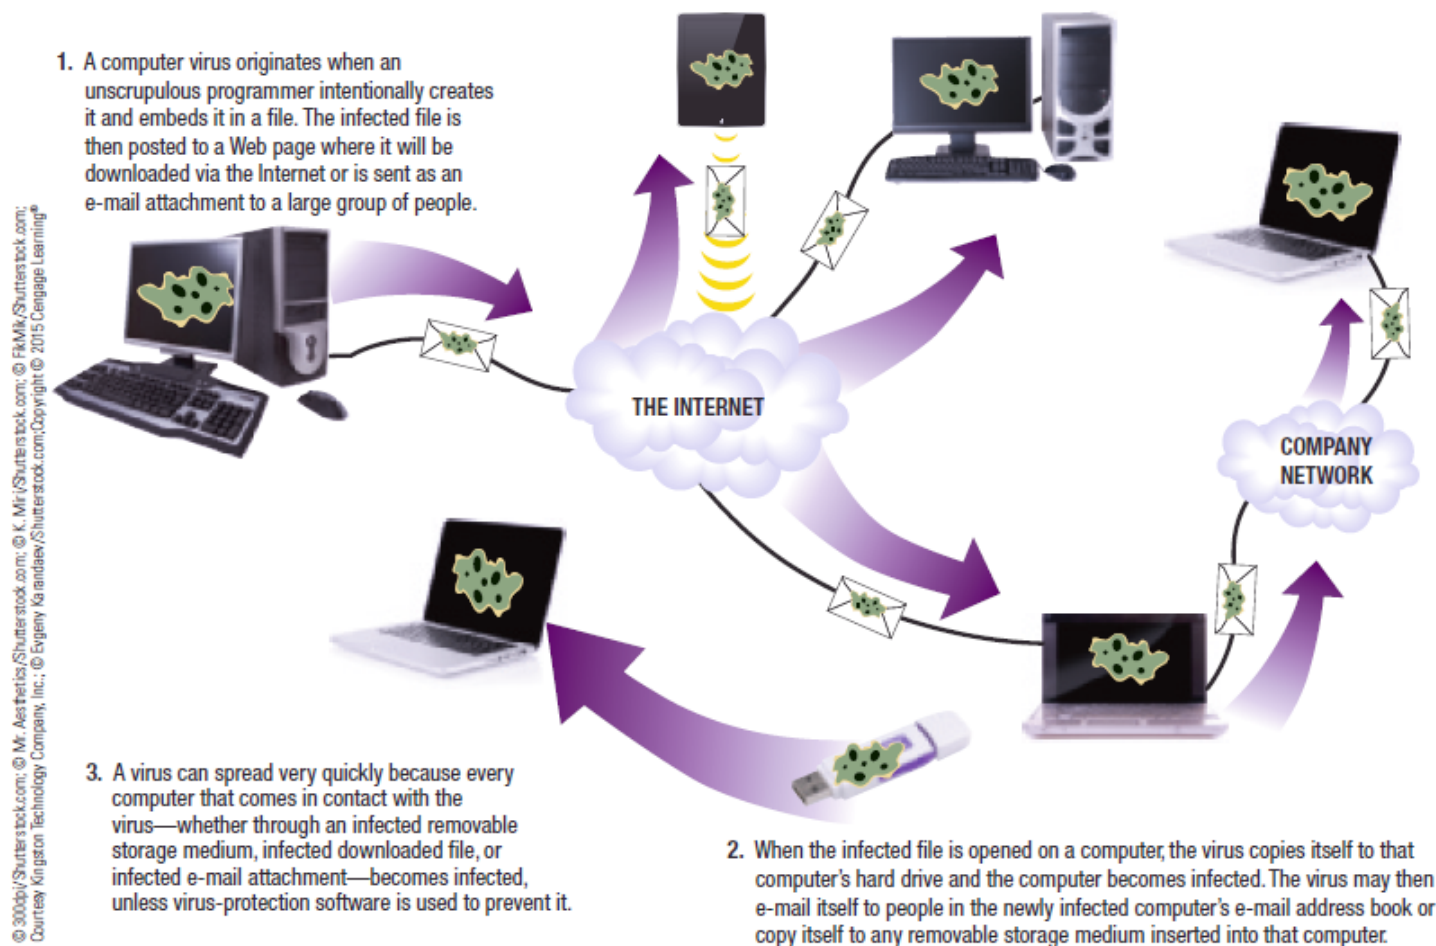 1. A computer virus originates when an
unscrupulous programmer intentionally creates
it and embeds it in a file. The infected file is
then posted to a Web page where it will be
downloaded via the Internet or is sent as an
e-mail attachment to a large group of people.
THE INTERNET
COMPANY
NETWORK
2. When the infected file is opened on a computer, the virus copies itself to that
computer's hard drive and the computer becomes infected. The virus may then
e-mail itself to people in the newly infected computer's e-mail address book or
copy itself to any removable storage medium inserted into that computer.
3. A virus can spread very quickly because every
computer that comes in contact with the
virus—whether through an infected removable
storage medium, infected downloaded file, or
infected e-mail attachment—becomes infected,
unless virus-protection software is used to prevent it.
© 300dpi/Shutterstock.com; © Mr. Aesthetics/Shutterstock.com; © K. Miri/Shutterstock.com; © FikMik/Shutterstock.com;
Courtesy Kingston Technology Company, Inc.; © Evgeny Karandaev/Shutterstock.com;Copyright © 2015 Cengage Learning®